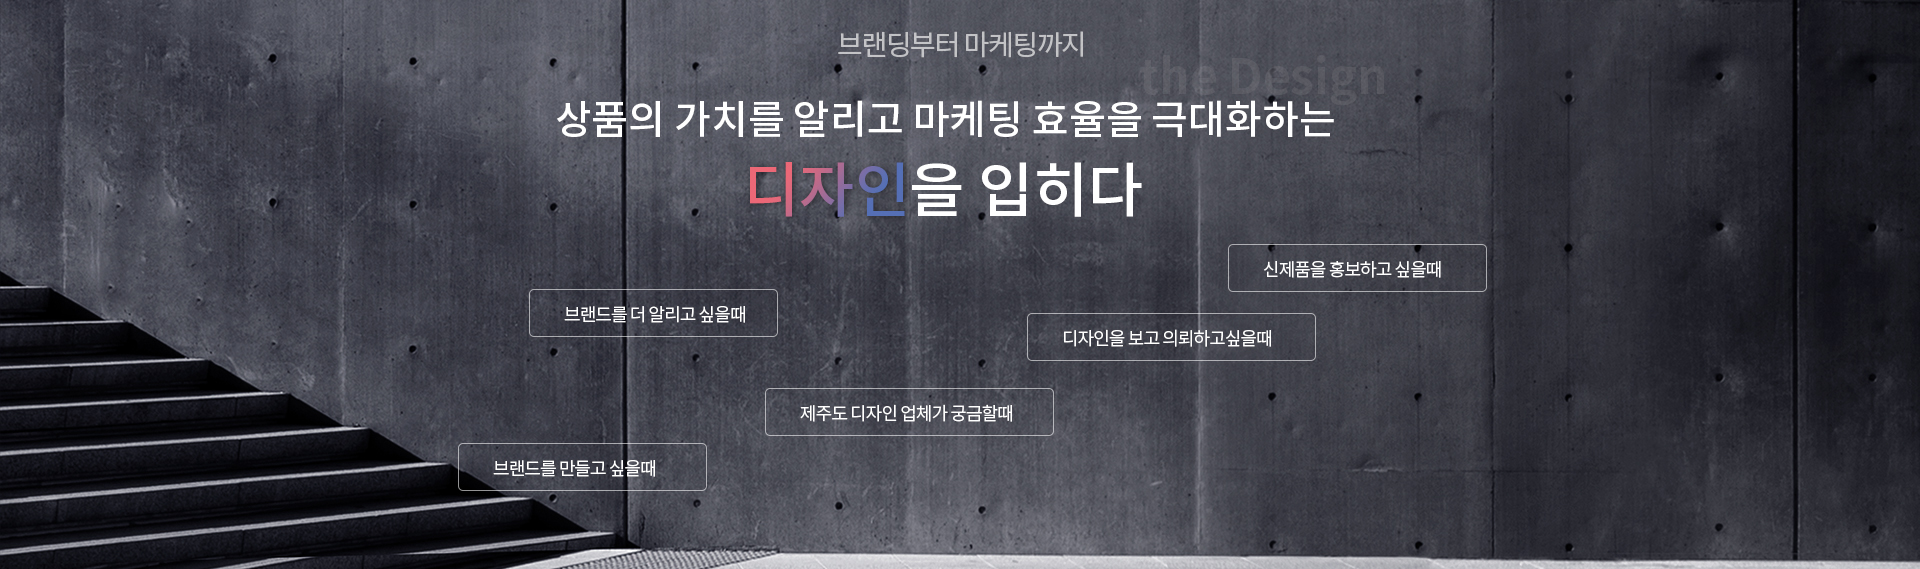 브랜딩부터 마케팅까지
the Design
상품의 가치를 알리고 마케팅 효율을 극대화하는
디자인을 입히다
신제품을 홍보하고 싶을때
브랜드를 더 알리고 싶을때
디자인을 보고 의뢰하고싶을때
제주도 디자인 업체가 궁금할때
브랜드를 만들고 싶을때